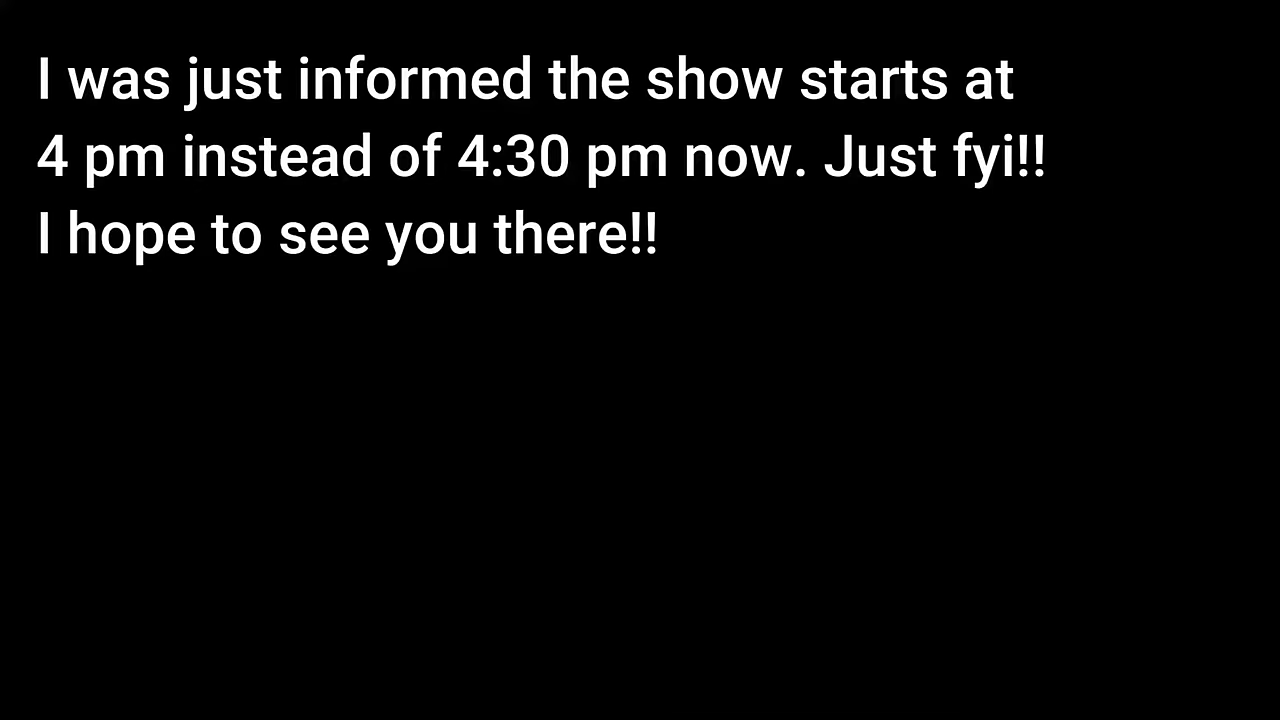 I was just informed the show starts at
4 pm instead of 4:30 pm now. Just fyi!!
I hope to see you there!!